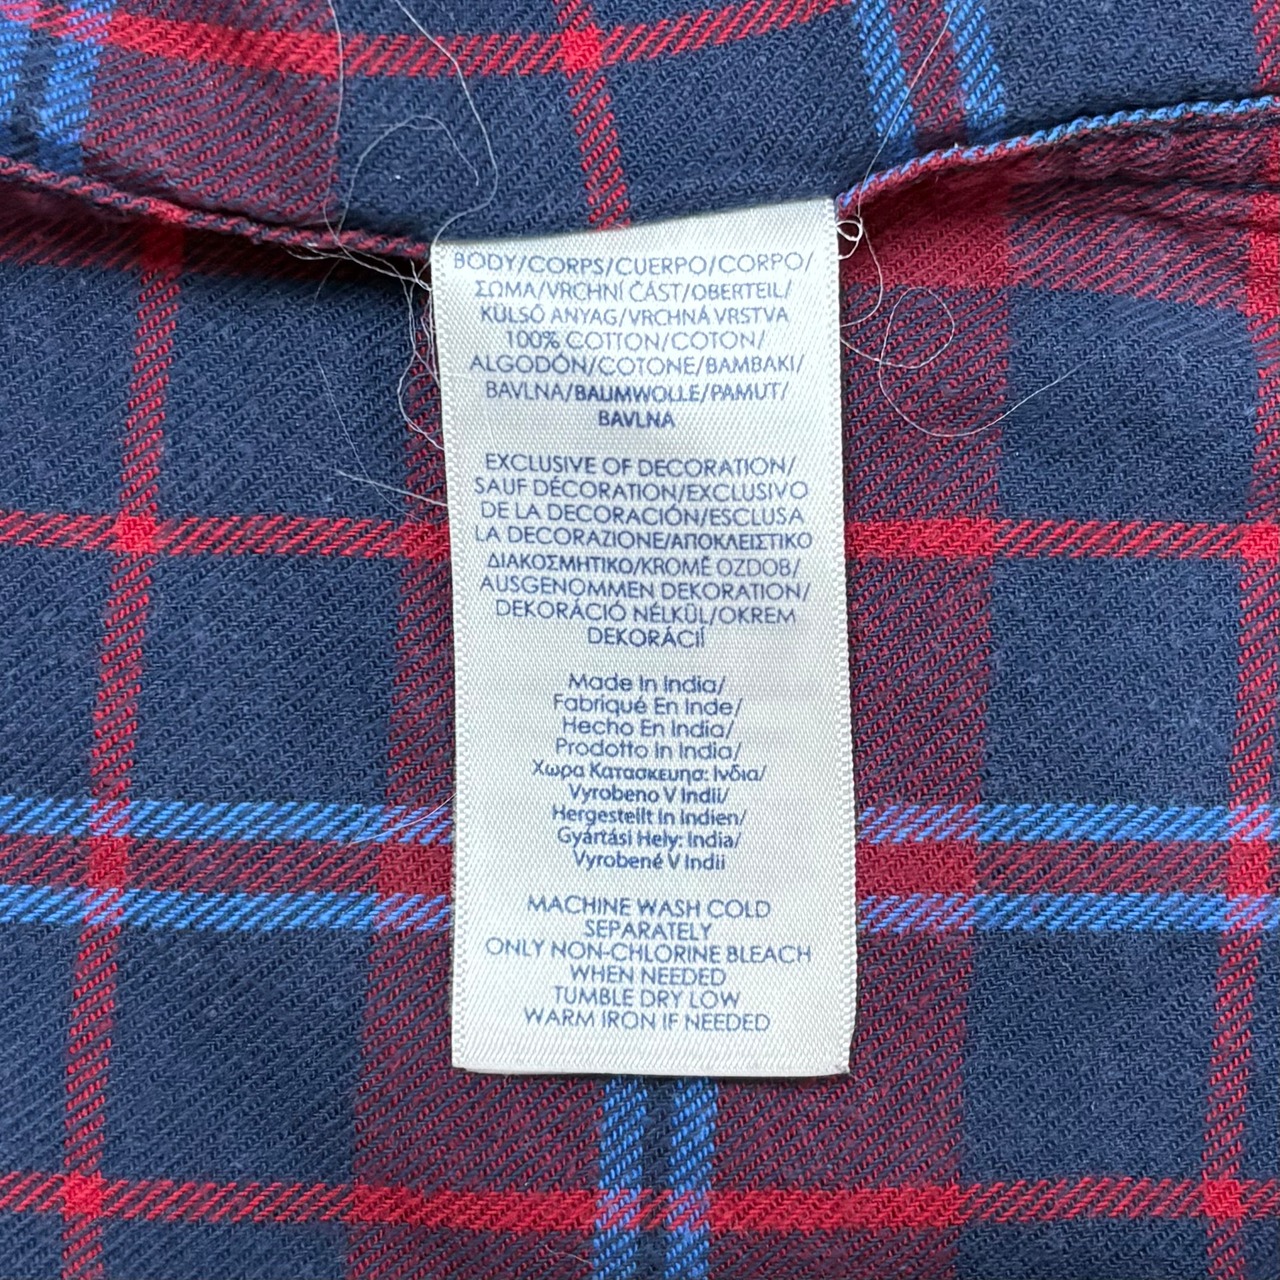 BODY/CORPS/CUERPO/CORPO/
ΣΩΜΑ/VRCHNÍ ČÁST/OBERTEIL/
KÜLSŐ ANYAG/VRCHNÁ VRSTVA
100% COTTON/COTON/
ALGODÓN/COTONE/BAMBAKI/
BAVLNA/BAUMWOLLE/PAMUT/
BAVLNA
EXCLUSIVE OF DECORATION/
SAUF DÉCORATION/EXCLUSIVO
DE LA DECORACIÓN/ESCLUSA
LA DECORAZIONE/ΑΠΟΚΛΕΙΣΤΙΚΟ
ΔΙΑΚΟΣΜΗΤΙΚΟ/KROMĚ OZDOB/
AUSGENOMMEN DEKORATION/
DEKORÁCIÓ NÉLKÜL/OKREM
DEKORÁCIÍ
Made In India/
Fabriqué En Inde/
Hecho En India/
Prodotto In India/
Χωρα Κατασκευησ: Ινδια/
Vyrobeno V Indii/
Hergestellt In Indien/
Gyártási Hely: India/
Vyrobené V Indii
MACHINE WASH COLD
SEPARATELY
ONLY NON-CHLORINE BLEACH
WHEN NEEDED
TUMBLE DRY LOW
WARM IRON IF NEEDED